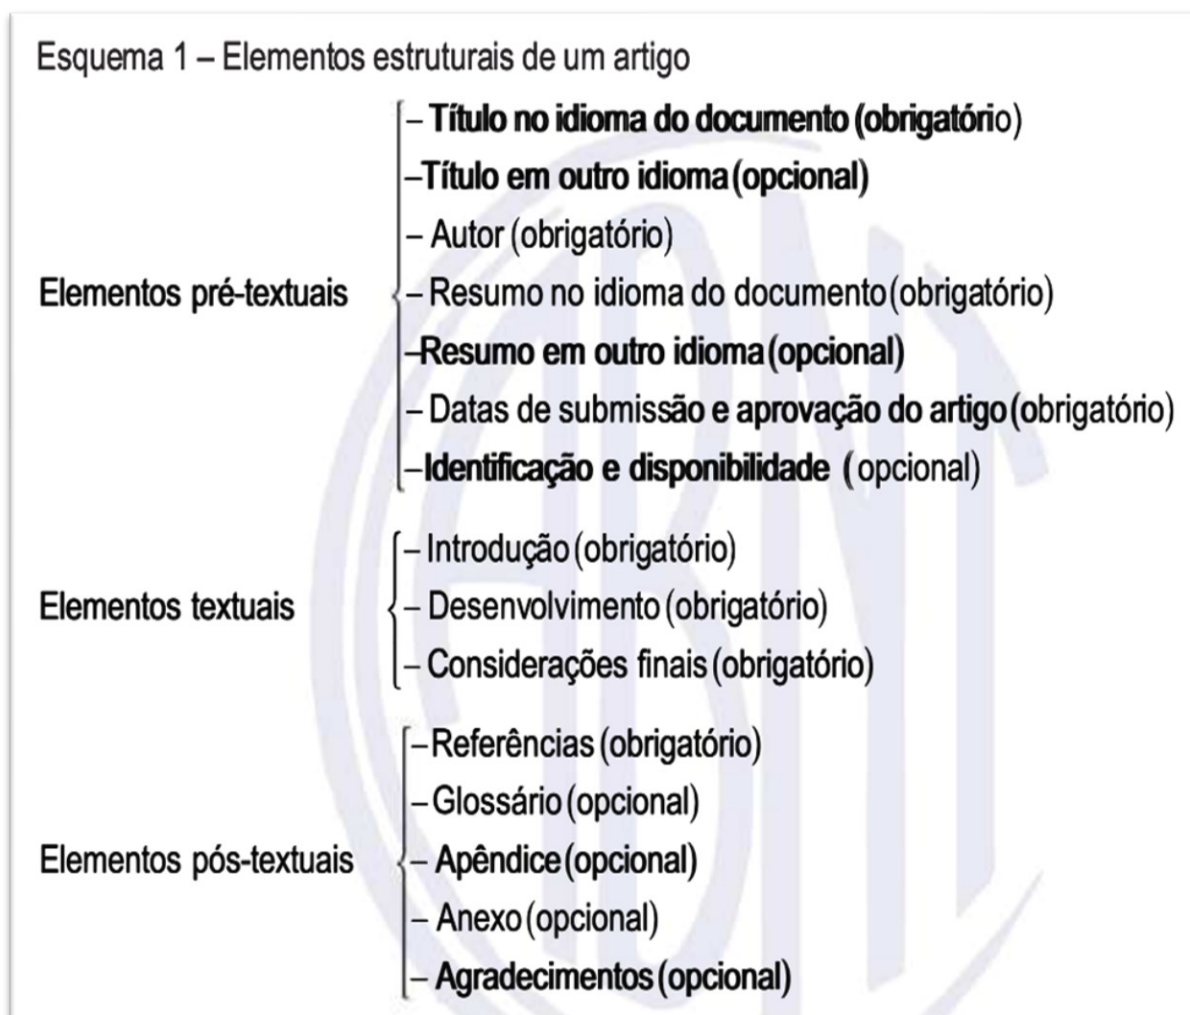 Esquema 1 – Elementos estruturais de um artigo
– Título no idioma do documento (obrigatório)
–Título em outro idioma (opcional)
– Autor (obrigatório)
Elementos pré-textuais – Resumo no idioma do documento (obrigatório)
–Resumo em outro idioma (opcional)
– Datas de submissão e aprovação do artigo (obrigatório)
–Identificação e disponibilidade (opcional)
– Introdução (obrigatório)
Elementos textuais – Desenvolvimento (obrigatório)
– Considerações finais (obrigatório)
–Referências (obrigatório)
–Glossário (opcional)
Elementos pós-textuais – Apêndice (opcional)
– Anexo (opcional)
– Agradecimentos (opcional)
ABNT